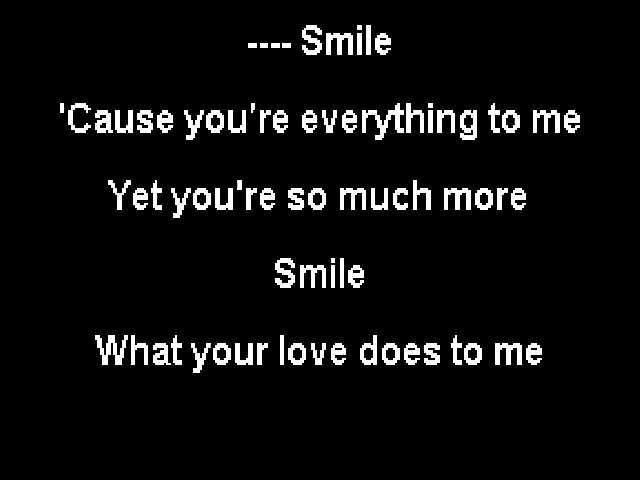 ---- Smile
'Cause you're everything to me
Yet you're so much more
Smile
What your love does to me